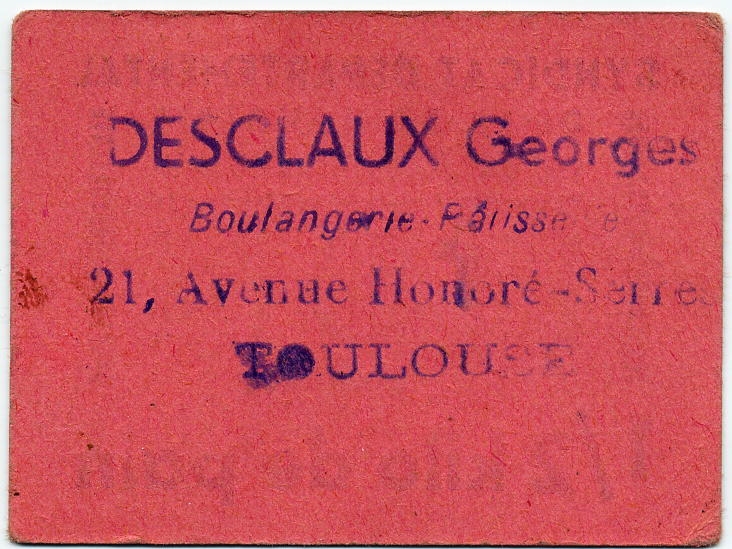 DESCLAUX Georges
Boulangerie-Pâtisserie
21, Avenue Honoré-Serres
TOULOUSE